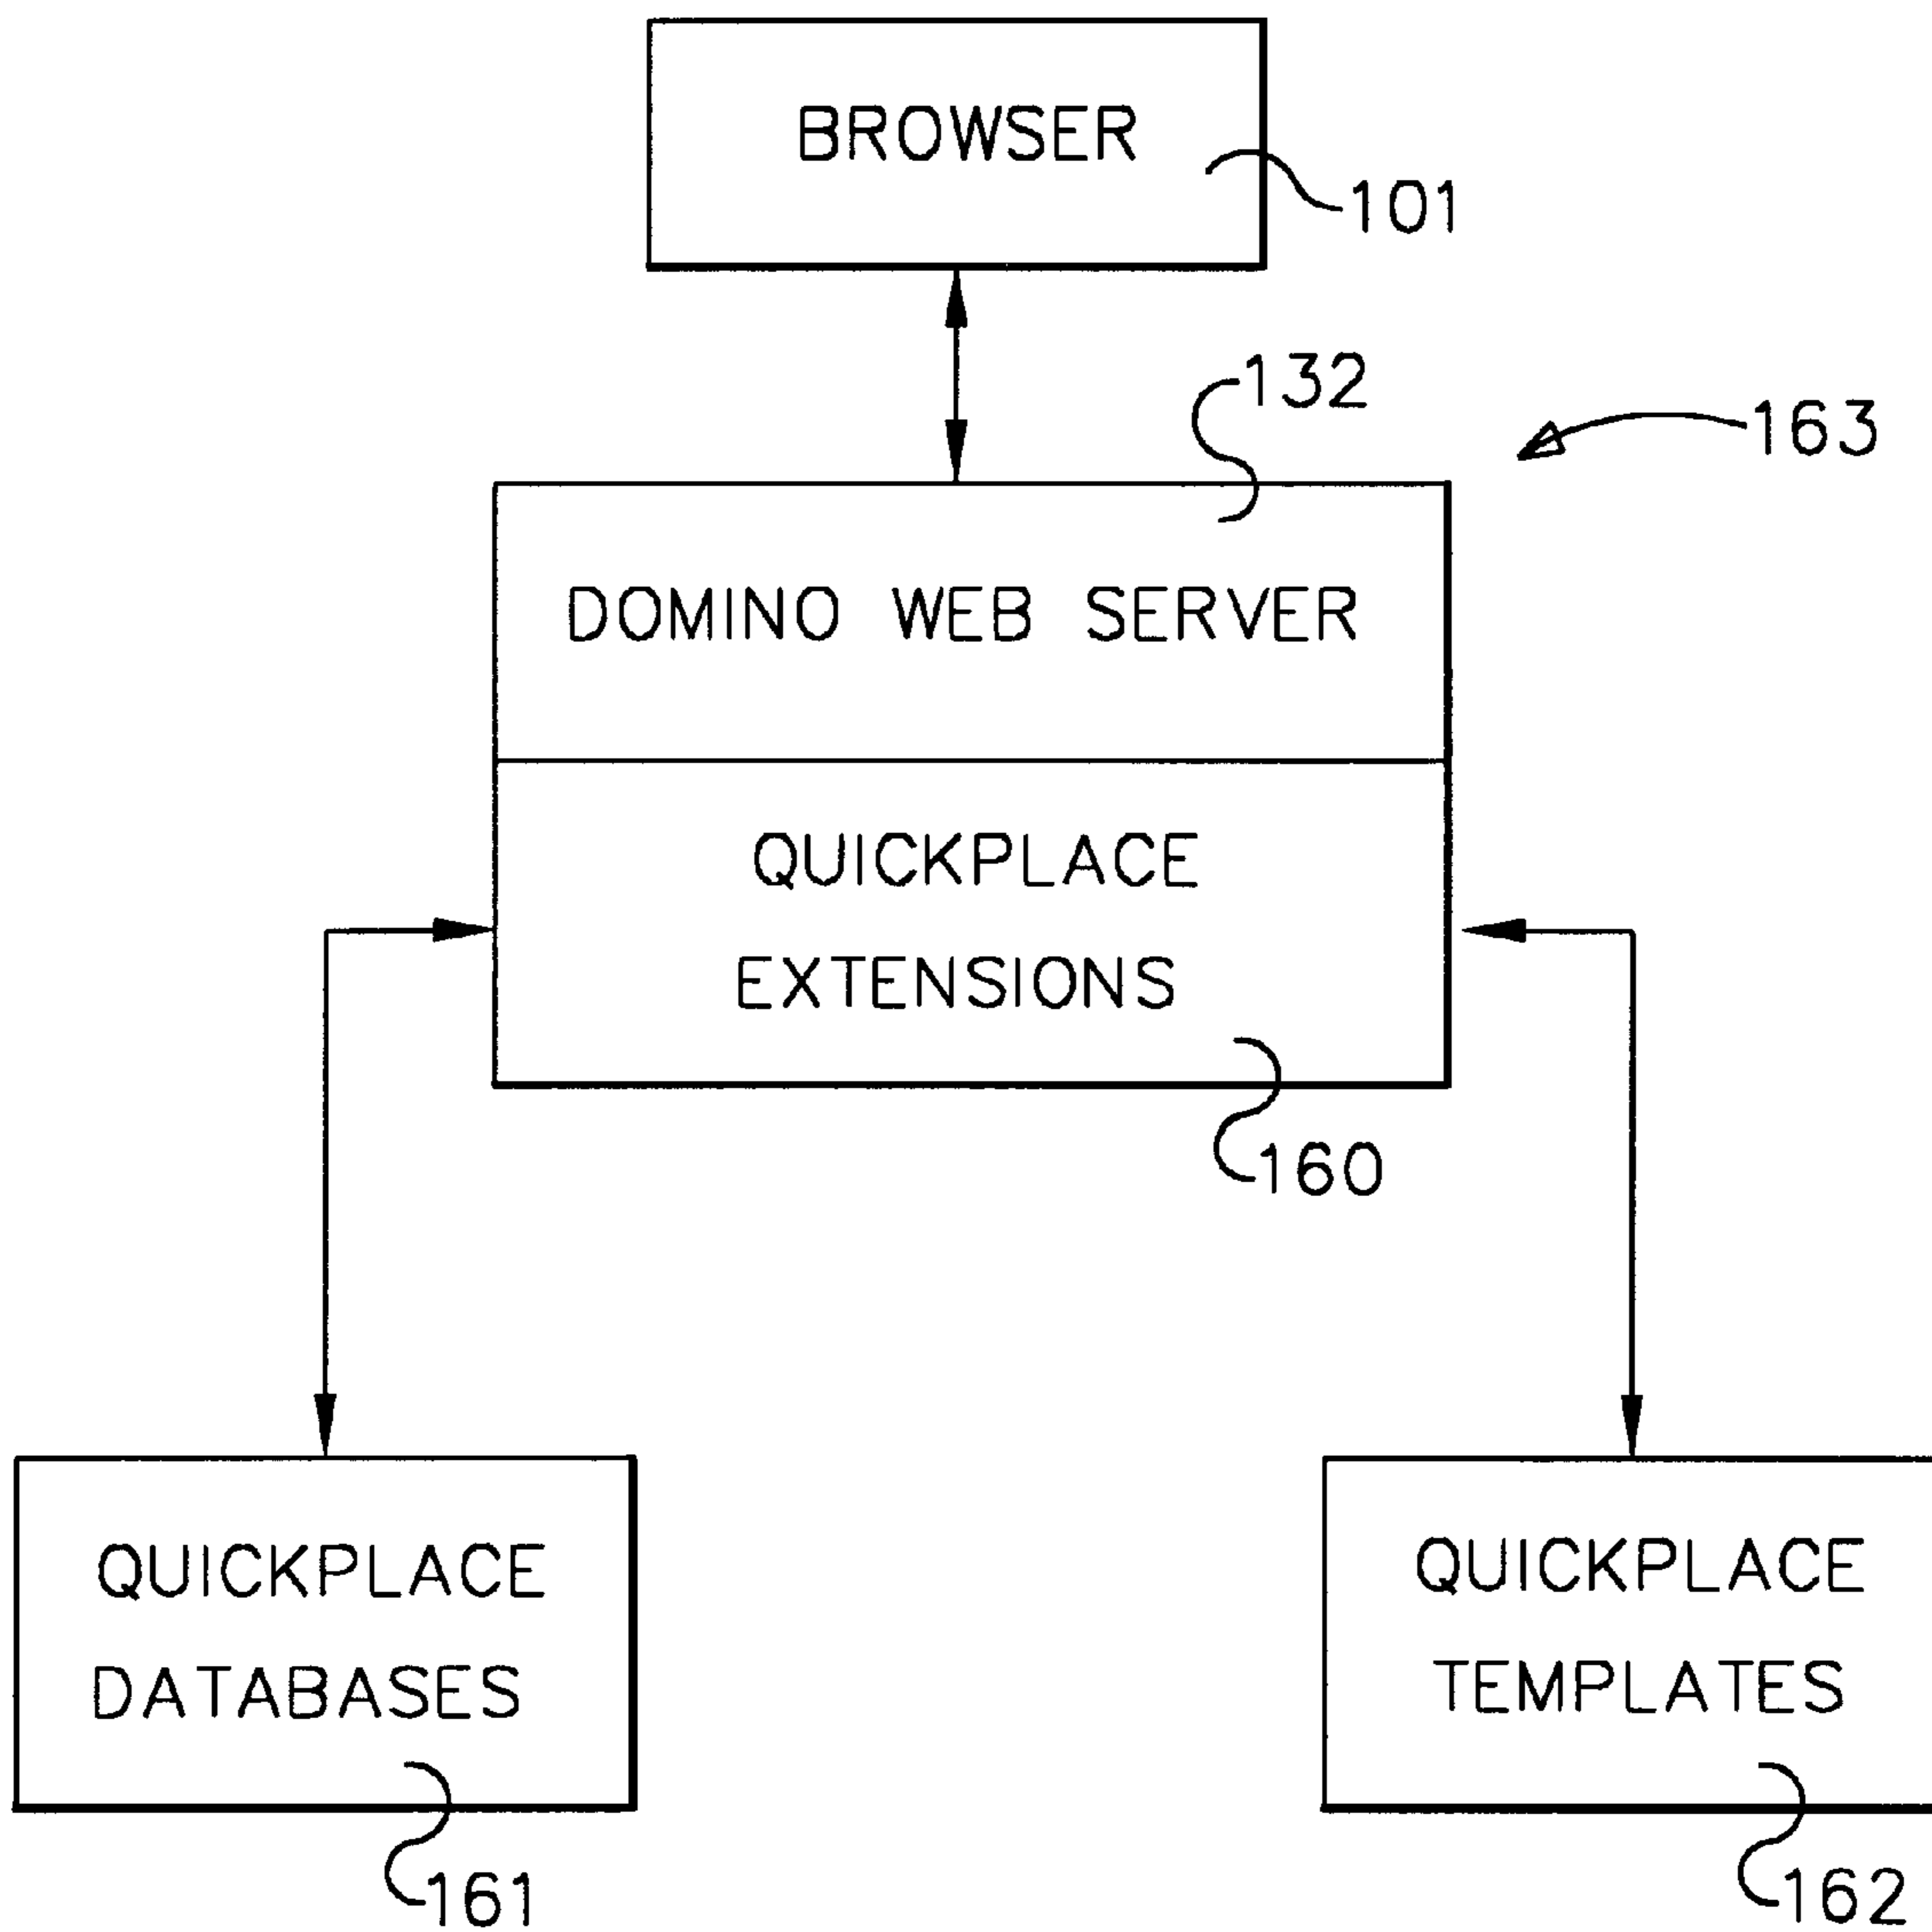 BROWSER
101
132
163
DOMINO WEB SERVER
QUICKPLACE
EXTENSIONS
160
QUICKPLACE
DATABASES
161
QUICKPLACE
TEMPLATES
162